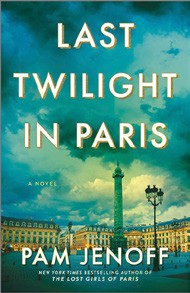 LAST
TWILIGHT
IN PARIS
A NOVEL
PAM JENOFF
NEW YORK TIMES BESTSELLING AUTHOR OF
THE LOST GIRLS OF PARIS